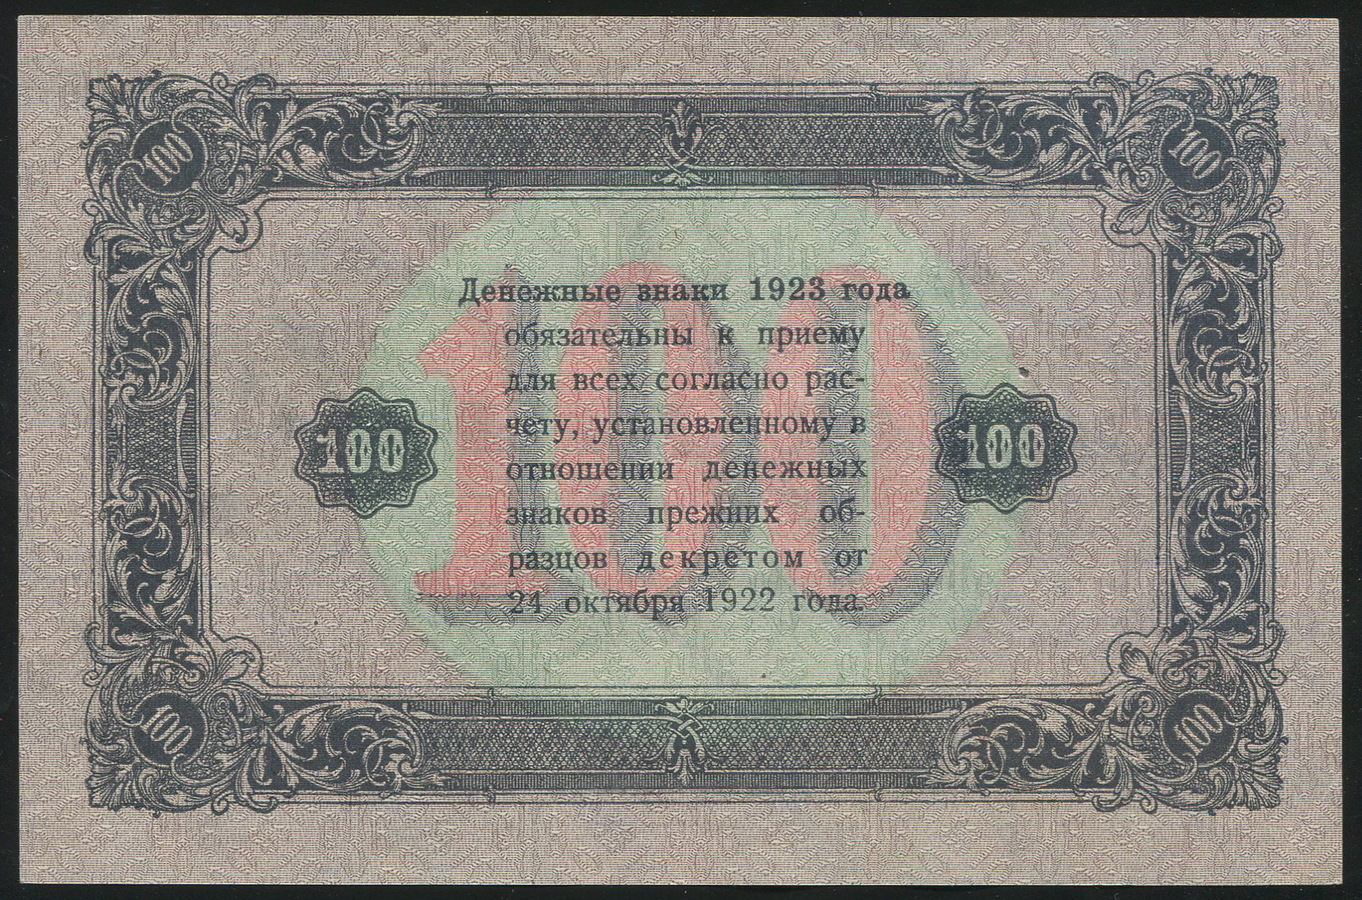 100
100
Денежные знаки 1923 года
обязательны к приему
для всех согласно рас-
чету, установленному в
100
100
100
отношении денежных
знаков прежних об-
разцов декретом от
24 октября 1922 года.
100
100